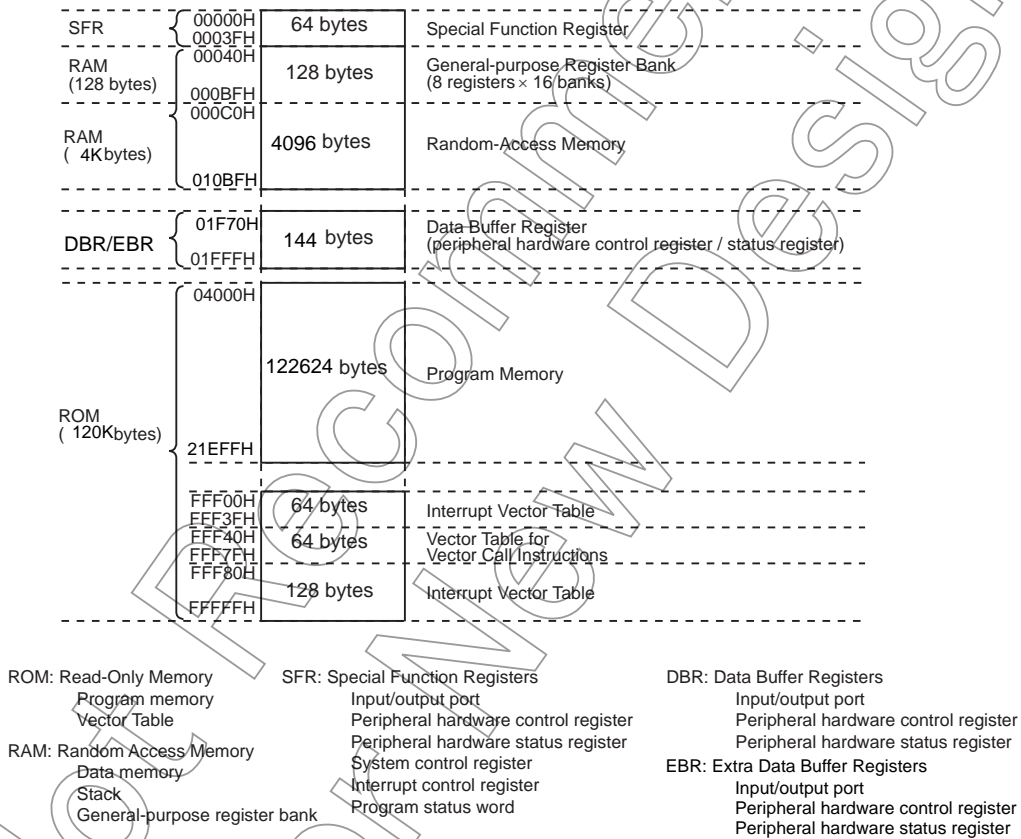 SFR
00000H
0003FH
64 bytes
Special Function Register
RAM
(128 bytes)
00040H
000BFH
128 bytes
General-purpose Register Bank
(8 registers × 16 banks)
RAM
( 4Kbytes)
000C0H
010BFH
4096 bytes
Random-Access Memory
DBR/EBR
01F70H
01FFFH
144 bytes
Data Buffer Register
(peripheral hardware control register / status register)
ROM
( 120Kbytes)
04000H
21EFFH
122624 bytes
Program Memory
FFF00H
FFF3FH
64 bytes
Interrupt Vector Table
FFF40H
FFF7FH
64 bytes
Vector Table for
Vector Call Instructions
FFF80H
FFFFFH
128 bytes
Interrupt Vector Table
ROM: Read-Only Memory
Program memory
Vector Table
RAM: Random Access Memory
Data memory
Stack
General-purpose register bank
SFR: Special Function Registers
Input/output port
Peripheral hardware control register
Peripheral hardware status register
System control register
Interrupt control register
Program status word
DBR: Data Buffer Registers
Input/output port
Peripheral hardware control register
Peripheral hardware status register
EBR: Extra Data Buffer Registers
Input/output port
Peripheral hardware control register
Peripheral hardware status register